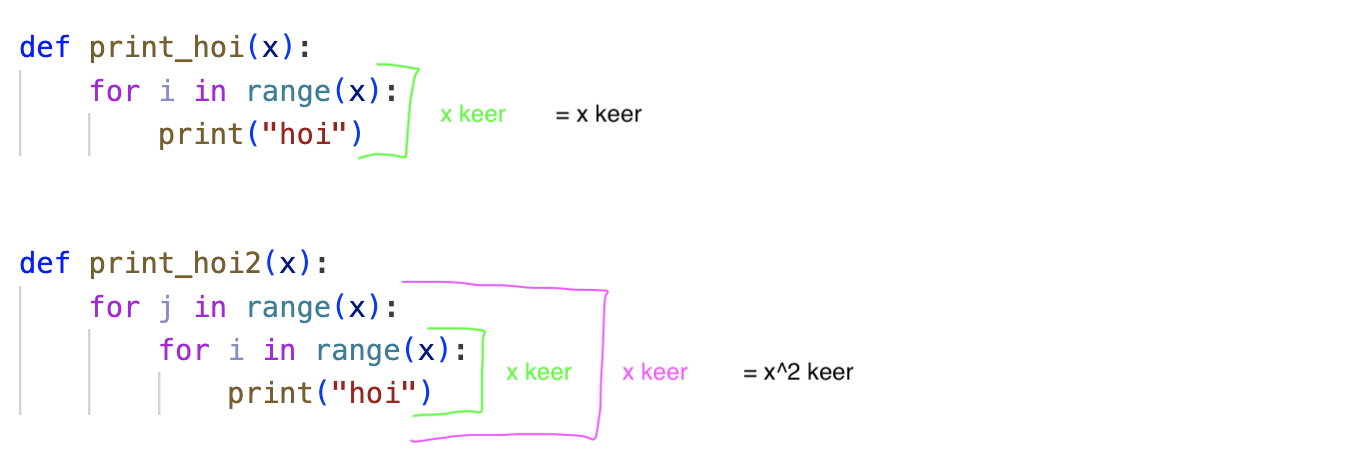 def print_hoi(x):
for i in range(x):
x keer = x keer
print("hoi")
def print_hoi2(x):
for j in range(x):
for i in range(x):
x keer x keer = x^2 keer
print("hoi")